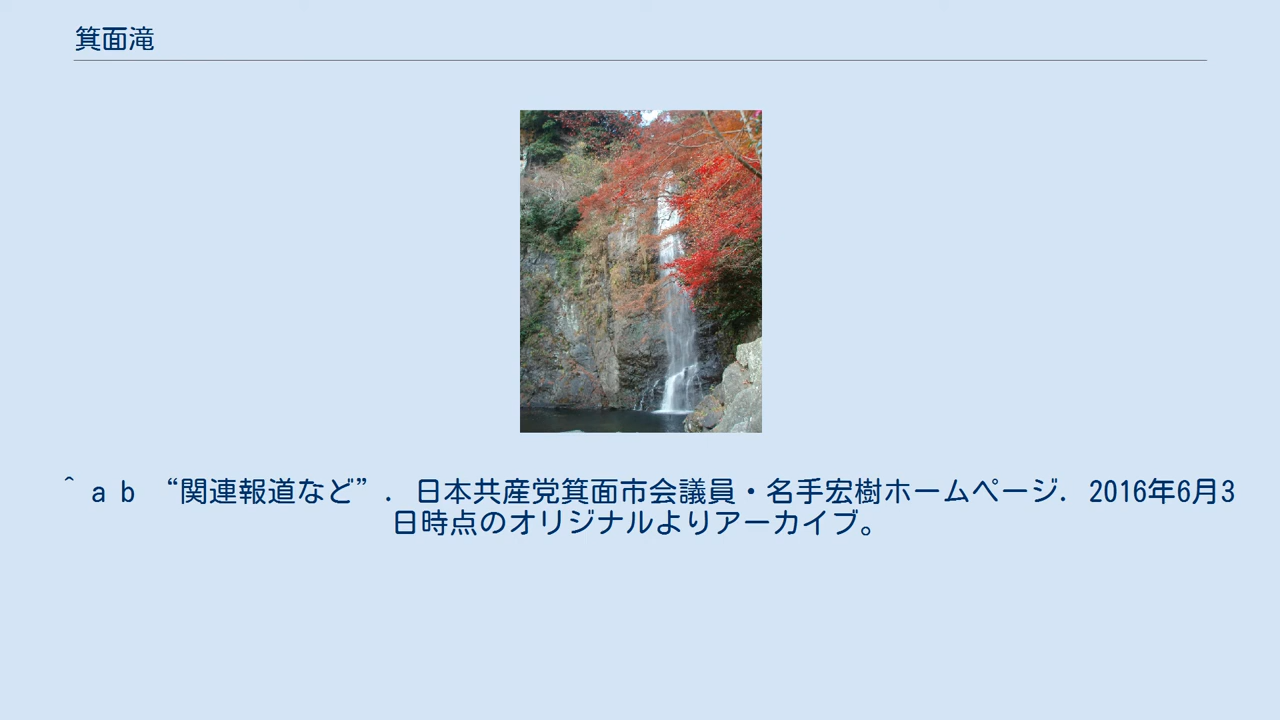 箕面滝
^ a b “関連報道など”. 日本共産党箕面市会議員・名手宏樹ホームページ. 2016年6月3
日時点のオリジナルよりアーカイブ。